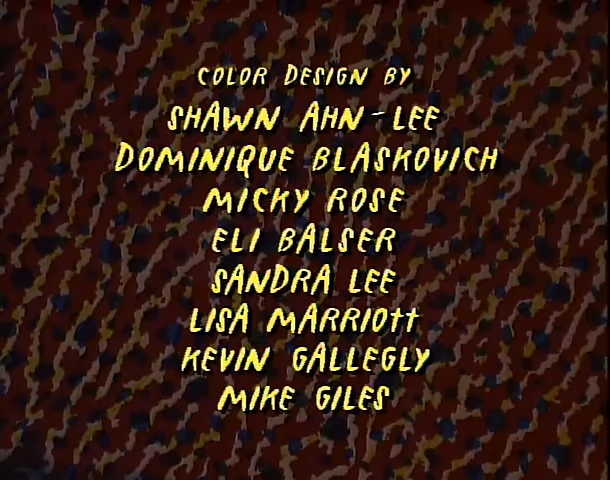 COLOR DESIGN BY
SHAWN AHN-LEE
DOMINIQUE BLASKOVICH
MICKY ROSE
ELI BALSER
SANDRA LEE
LISA MARRIOTT
KEVIN GALLEGLY
MIKE GILES